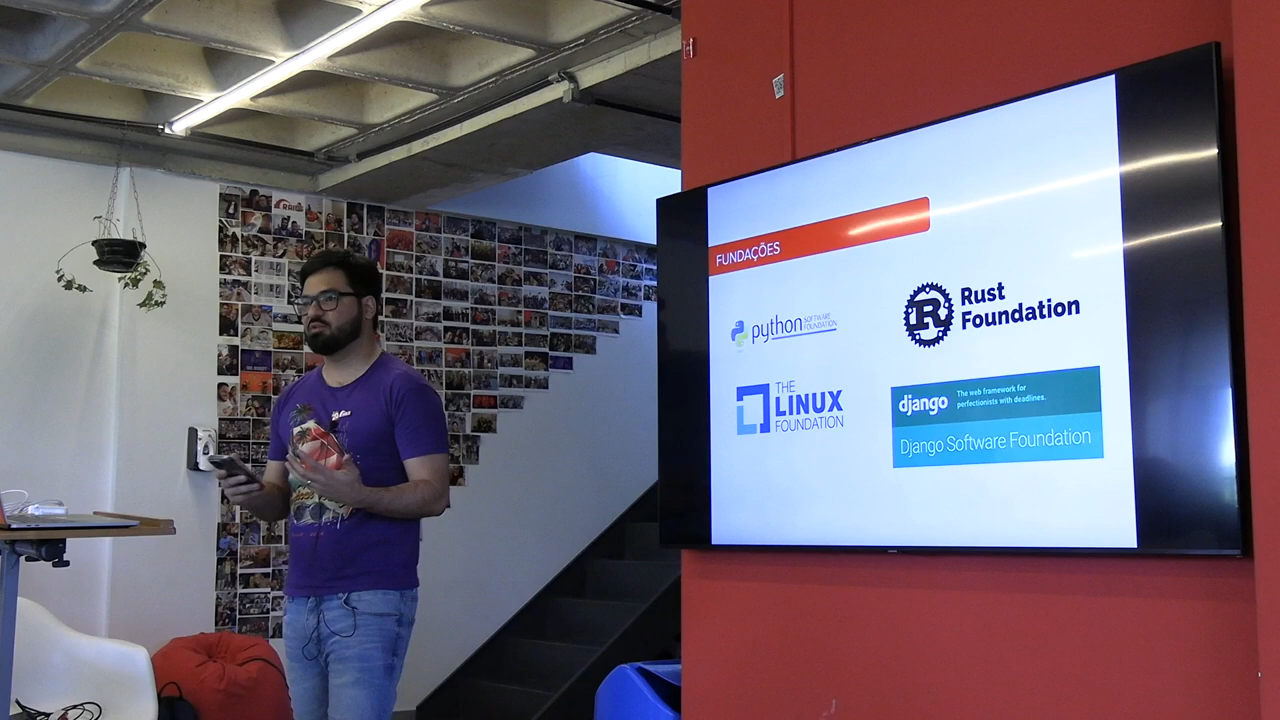 FUNDAÇÕES
python
SOFTWARE
FOUNDATION
Rust
Foundation
THE
LINUX
FOUNDATION
django
The web framework for
perfectionists with deadlines.
Django Software Foundation